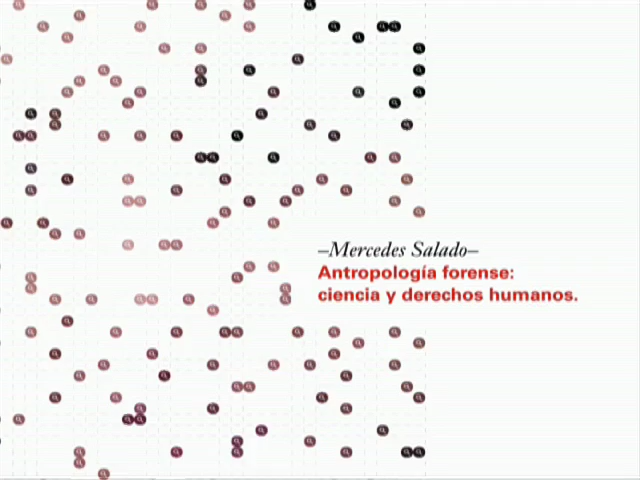 –Mercedes Salado–
Antropología forense:
ciencia y derechos humanos.